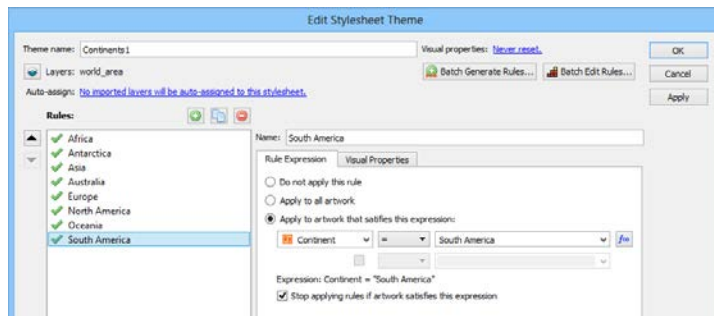 Edit Stylesheet Theme
Theme name: Continents1
Visual properties: Never reset.
OK
Layers: world_area
Batch Generate Rules...
Batch Edit Rules...
Cancel
Auto-assign: No imported layers will be auto-assigned to this stylesheet.
Apply
Rules:
Africa
Antarctica
Asia
Australia
Europe
North America
Oceania
South America
Name: South America
Rule Expression
Visual Properties
Do not apply this rule
Apply to all artwork
Apply to artwork that satifies this expression:
Continent
=
South America
Expression: Continent = "South America"
Stop applying rules if artwork satisfies this expression